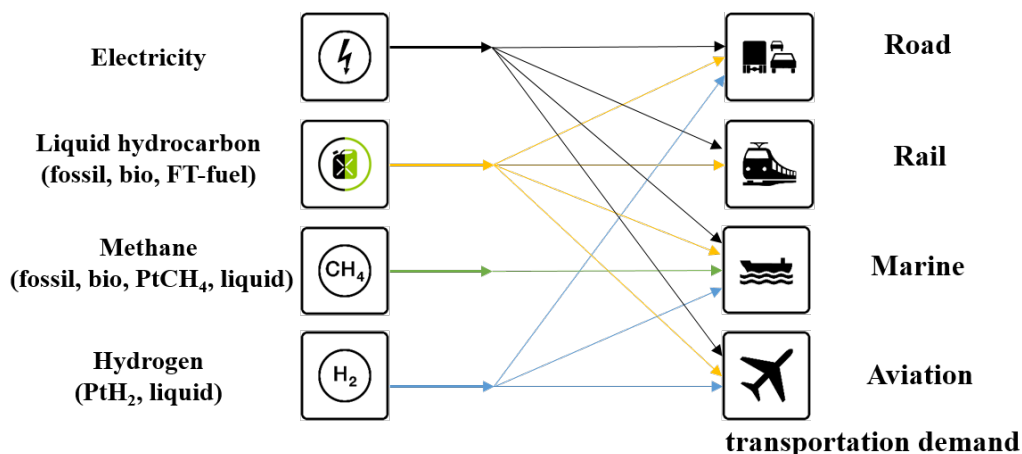 Electricity
Road
Liquid hydrocarbon
(fossil, bio, FT-fuel)
Rail
Methane
(fossil, bio, PtCH₄, liquid)
CH₄
Marine
Hydrogen
(PtH₂, liquid)
H₂
Aviation
transportation demand